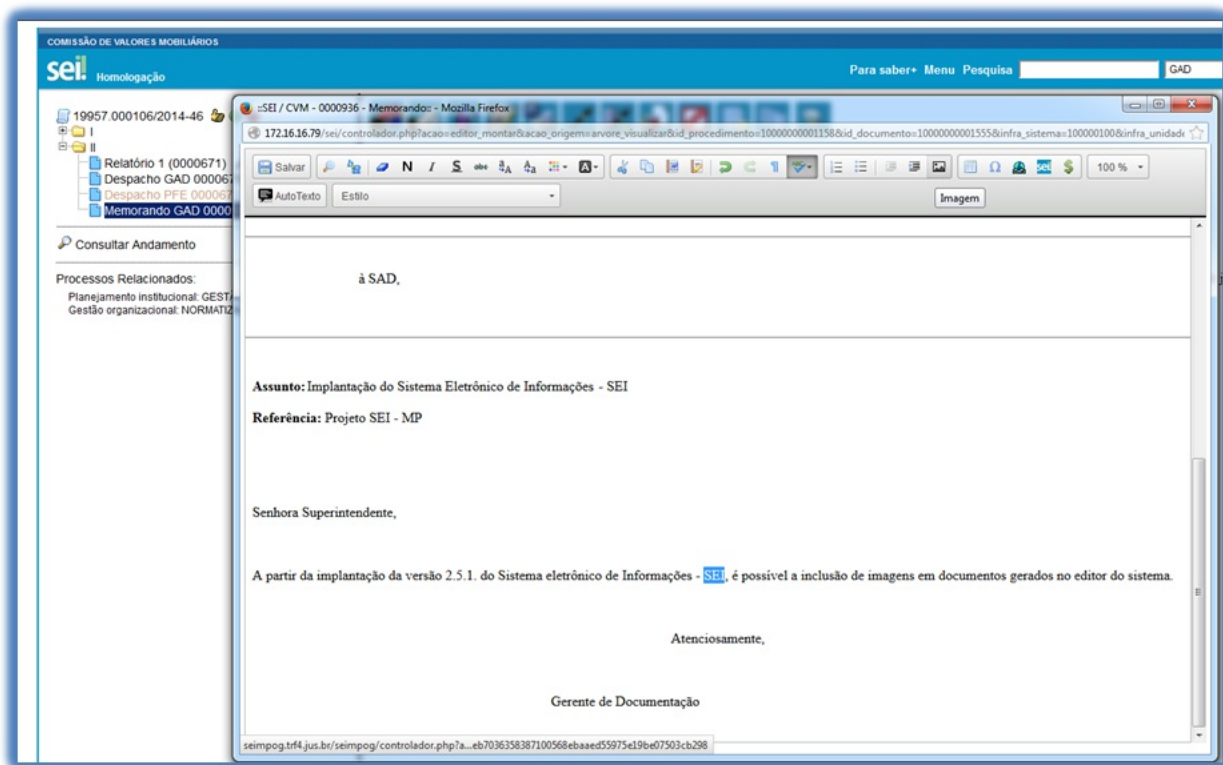 COMISSÃO DE VALORES MOBILIÁRIOS
sei! Homologação
Para saber+ Menu Pesquisa GAD
19957.000106/2014-46
I
II
Relatório 1 (0000671)
Despacho GAD 000067
Despacho PFE 000067
Memorando GAD 0000
Consultar Andamento
Processos Relacionados:
Planejamento institucional: GESTÃ
Gestão organizacional: NORMATIZ
::SEI / CVM - 0000936 - Memorando:: - Mozilla Firefox
172.16.16.79/sei/controlador.php?acao=editor_montar&acao_origem=arvore_visualizar&id_procedimento=1000000001158&id_documento=10000000001555&infra_sistema=100000100&infra_unidade
Salvar N I S abc 100 %
AutoTexto Estilo Imagem
à SAD,
Assunto: Implantação do Sistema Eletrônico de Informações - SEI
Referência: Projeto SEI - MP
Senhora Superintendente,
A partir da implantação da versão 2.5.1. do Sistema eletrônico de Informações - SEI, é possível a inclusão de imagens em documentos gerados no editor do sistema.
Atenciosamente,
Gerente de Documentação
seimpog.trf4.jus.br/seimpog/controlador.php?a...eb7036358387100568ebaaed55975e19be07503cb298